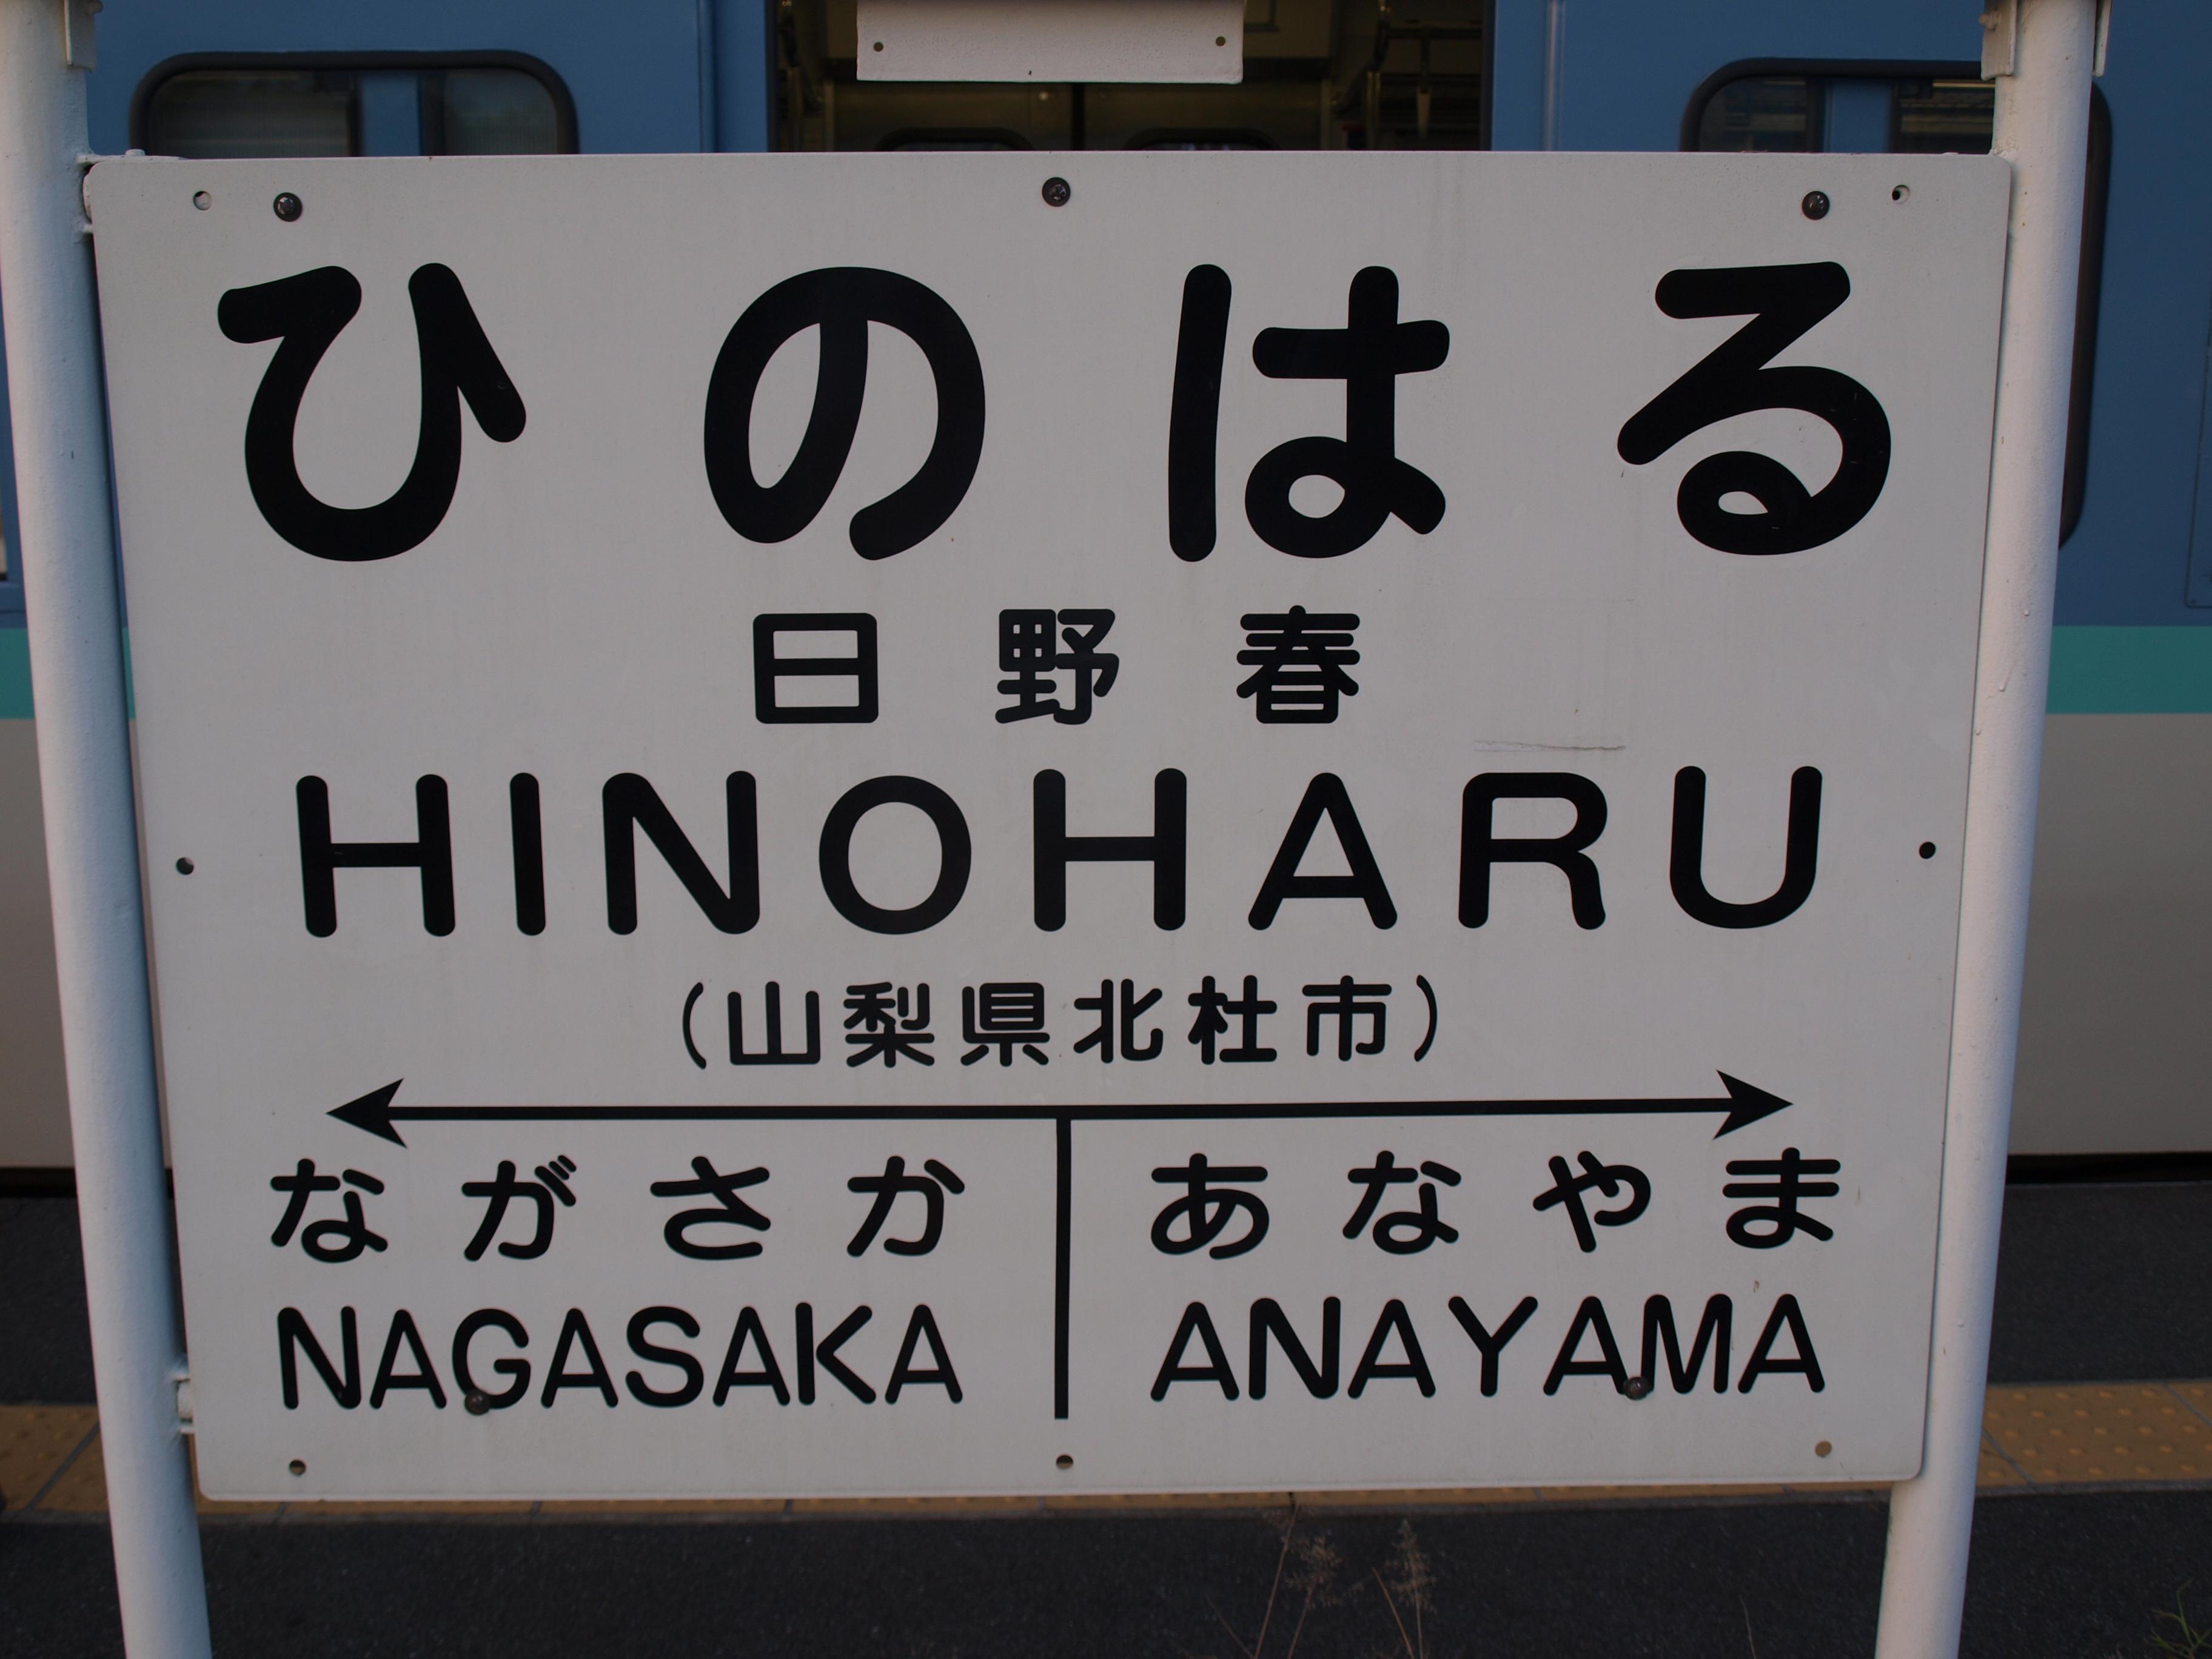 ひのはる
日野春
HINOHARU
(山梨県北杜市)
ながさか あなやま
NAGASAKA ANAYAMA